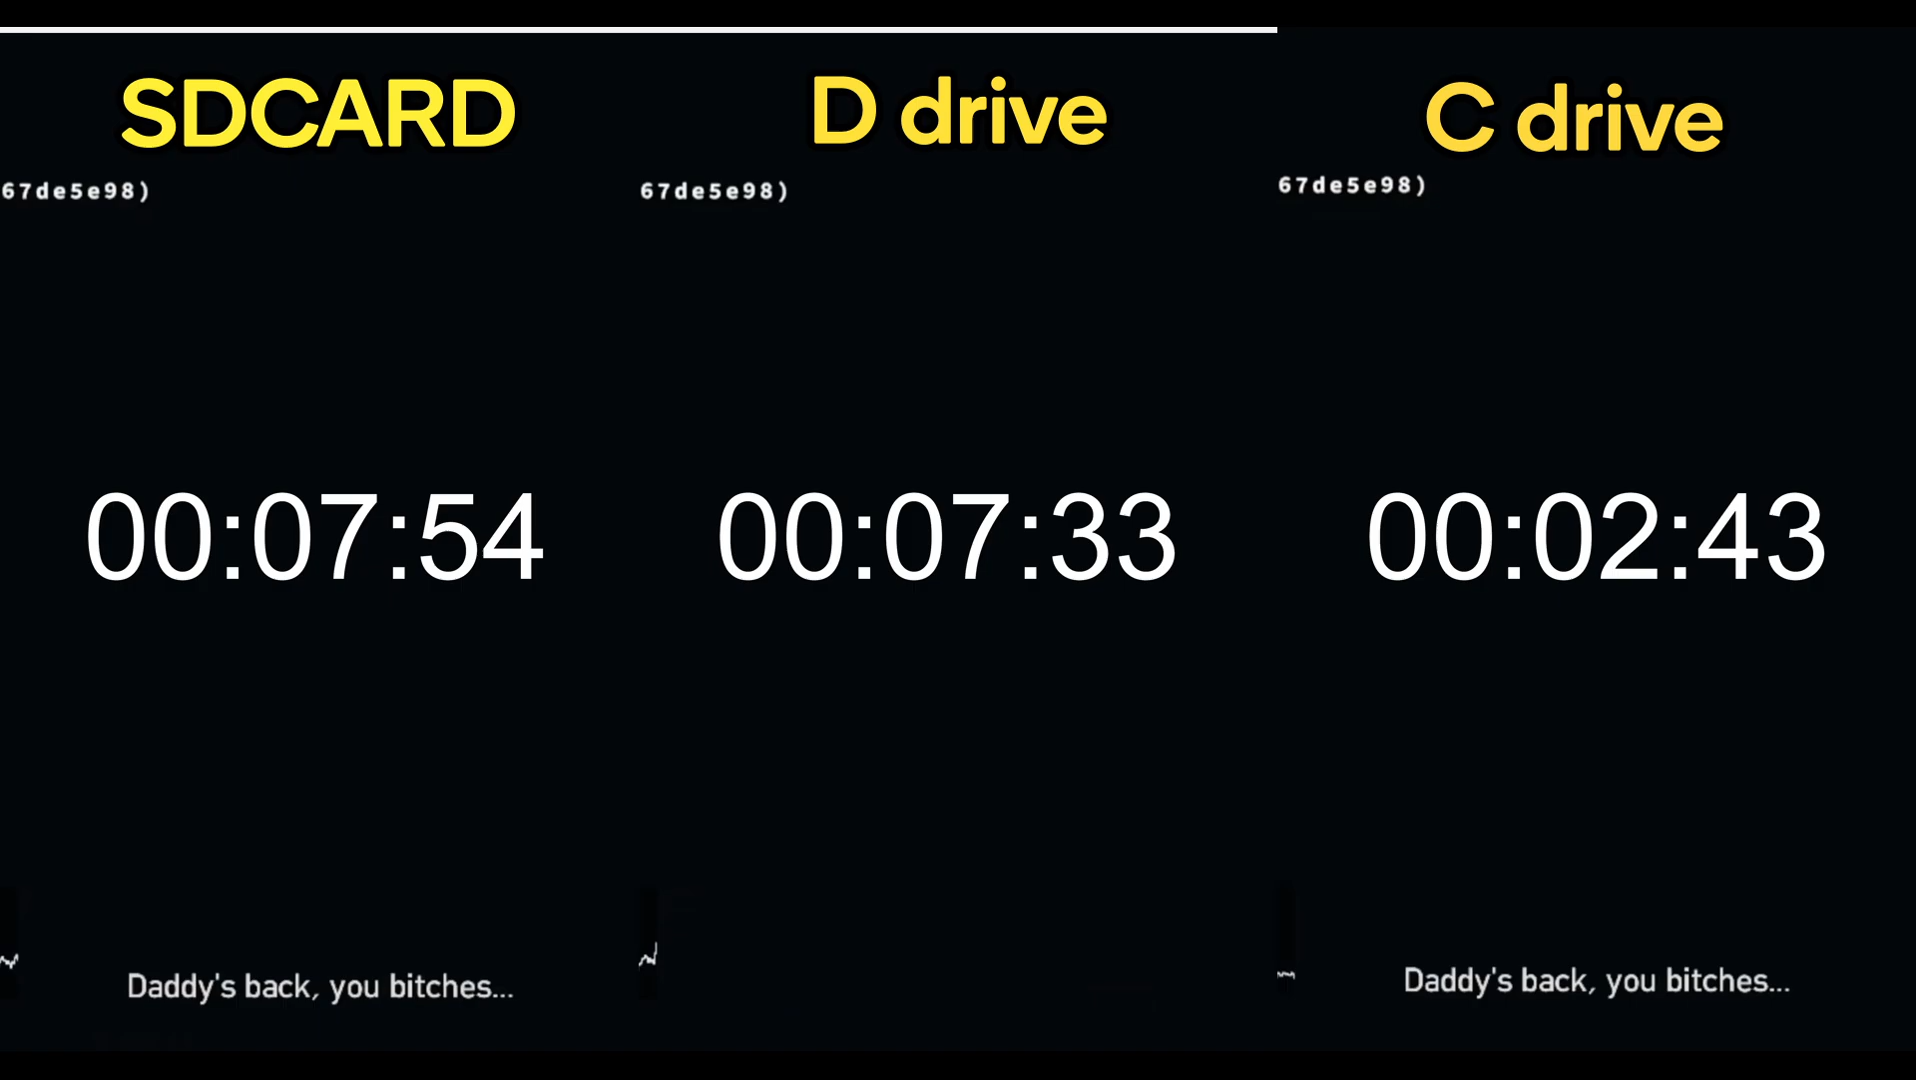 SDCARD
D drive
C drive
67de5e98)
67de5e98)
67de5e98)
00:07:54
00:07:33
00:02:43
Daddy's back, you bitches...
Daddy's back, you bitches...